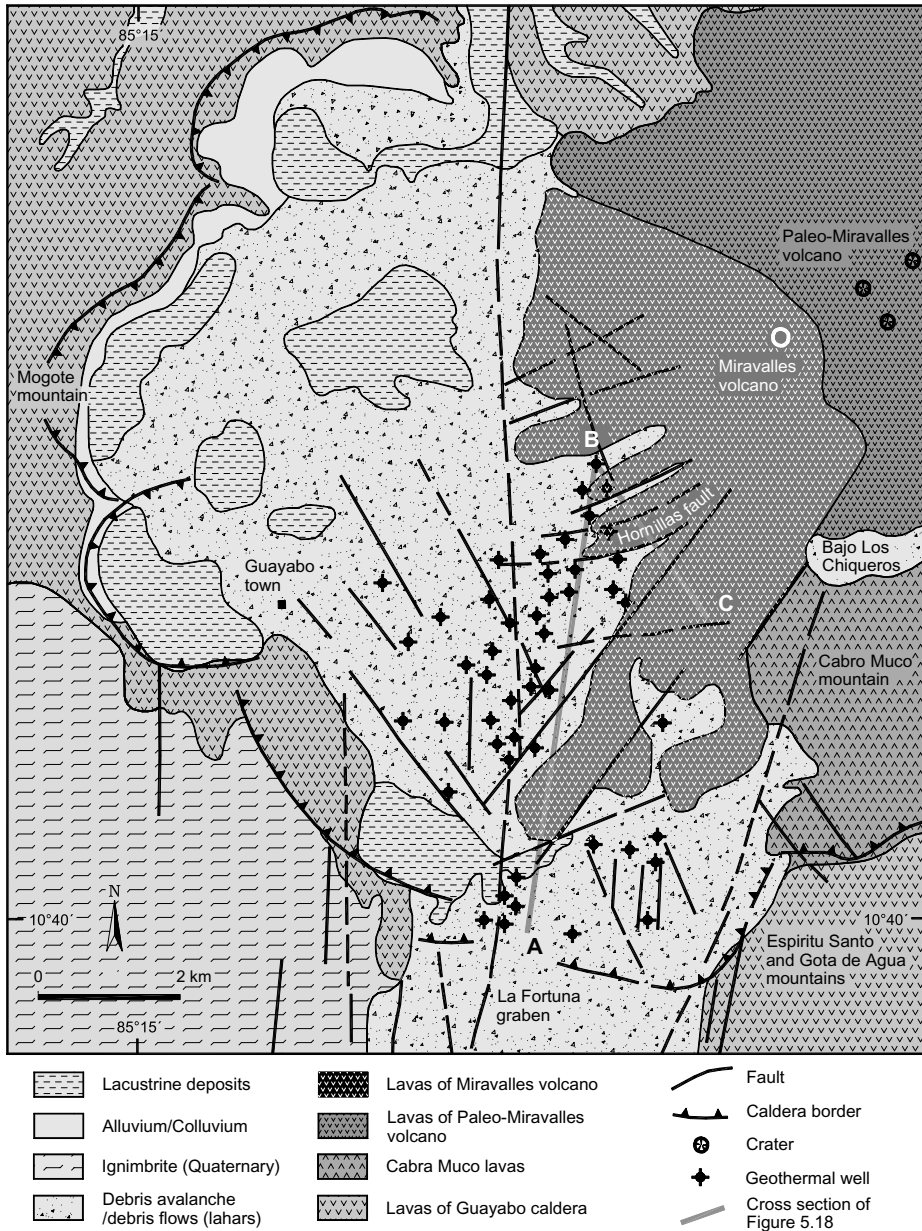 85°15
Paleo-Miravalles
volcano
Mogote
mountain
Miravalles
volcano
B
Hornillas fault
Bajo Los
Chiqueros
Guayabo
town
C
Cabro Muco
mountain
N
10°40´
10°40´
A
Espiritu Santo
and Gota de Agua
mountains
0
2 km
La Fortuna
graben
85°15´
Lacustrine deposits
Alluvium/Colluvium
Ignimbrite (Quaternary)
Debris avalanche
/debris flows (lahars)
Lavas of Miravalles volcano
Lavas of Paleo-Miravalles
volcano
Cabra Muco lavas
Lavas of Guayabo caldera
Fault
Caldera border
Crater
Geothermal well
Cross section of
Figure 5.18